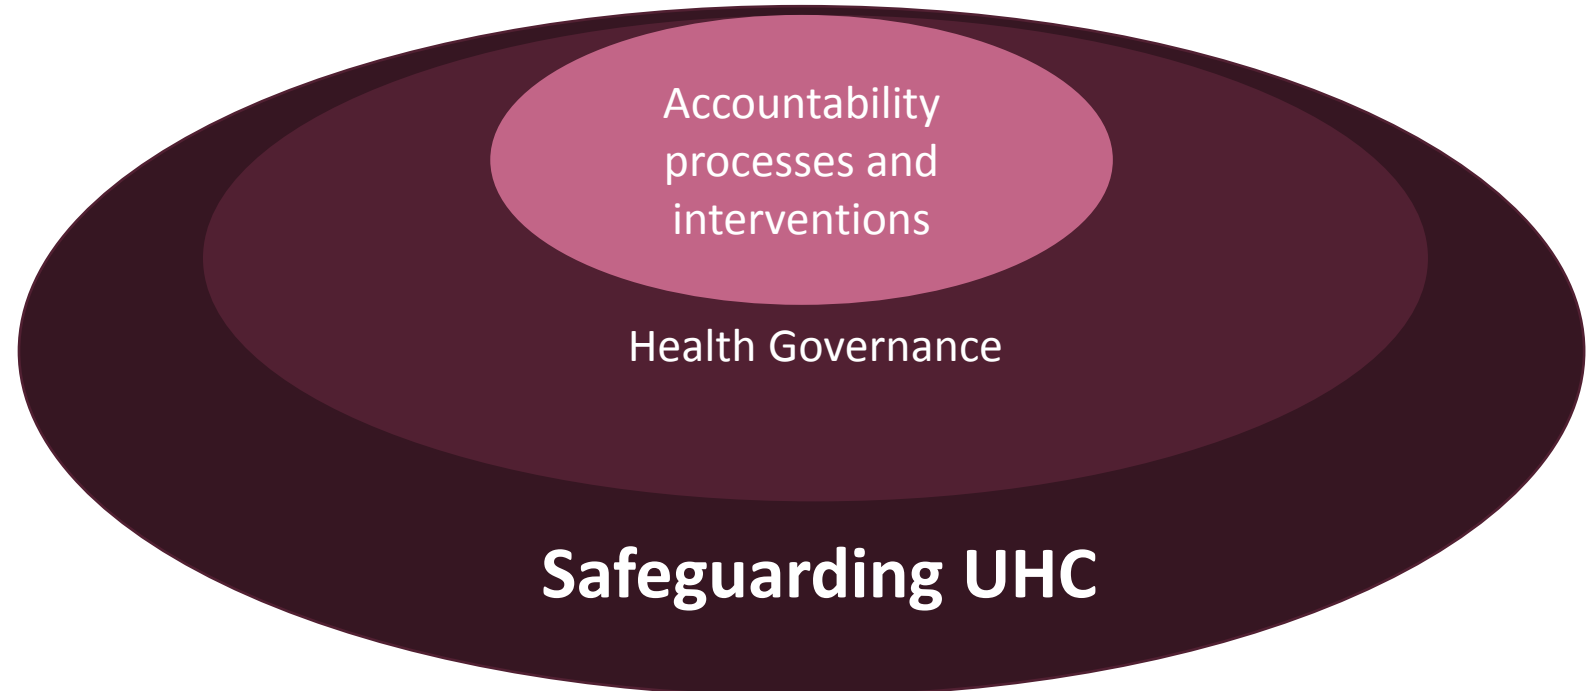 Accountability
processes and
interventions
Health Governance
Safeguarding UHC